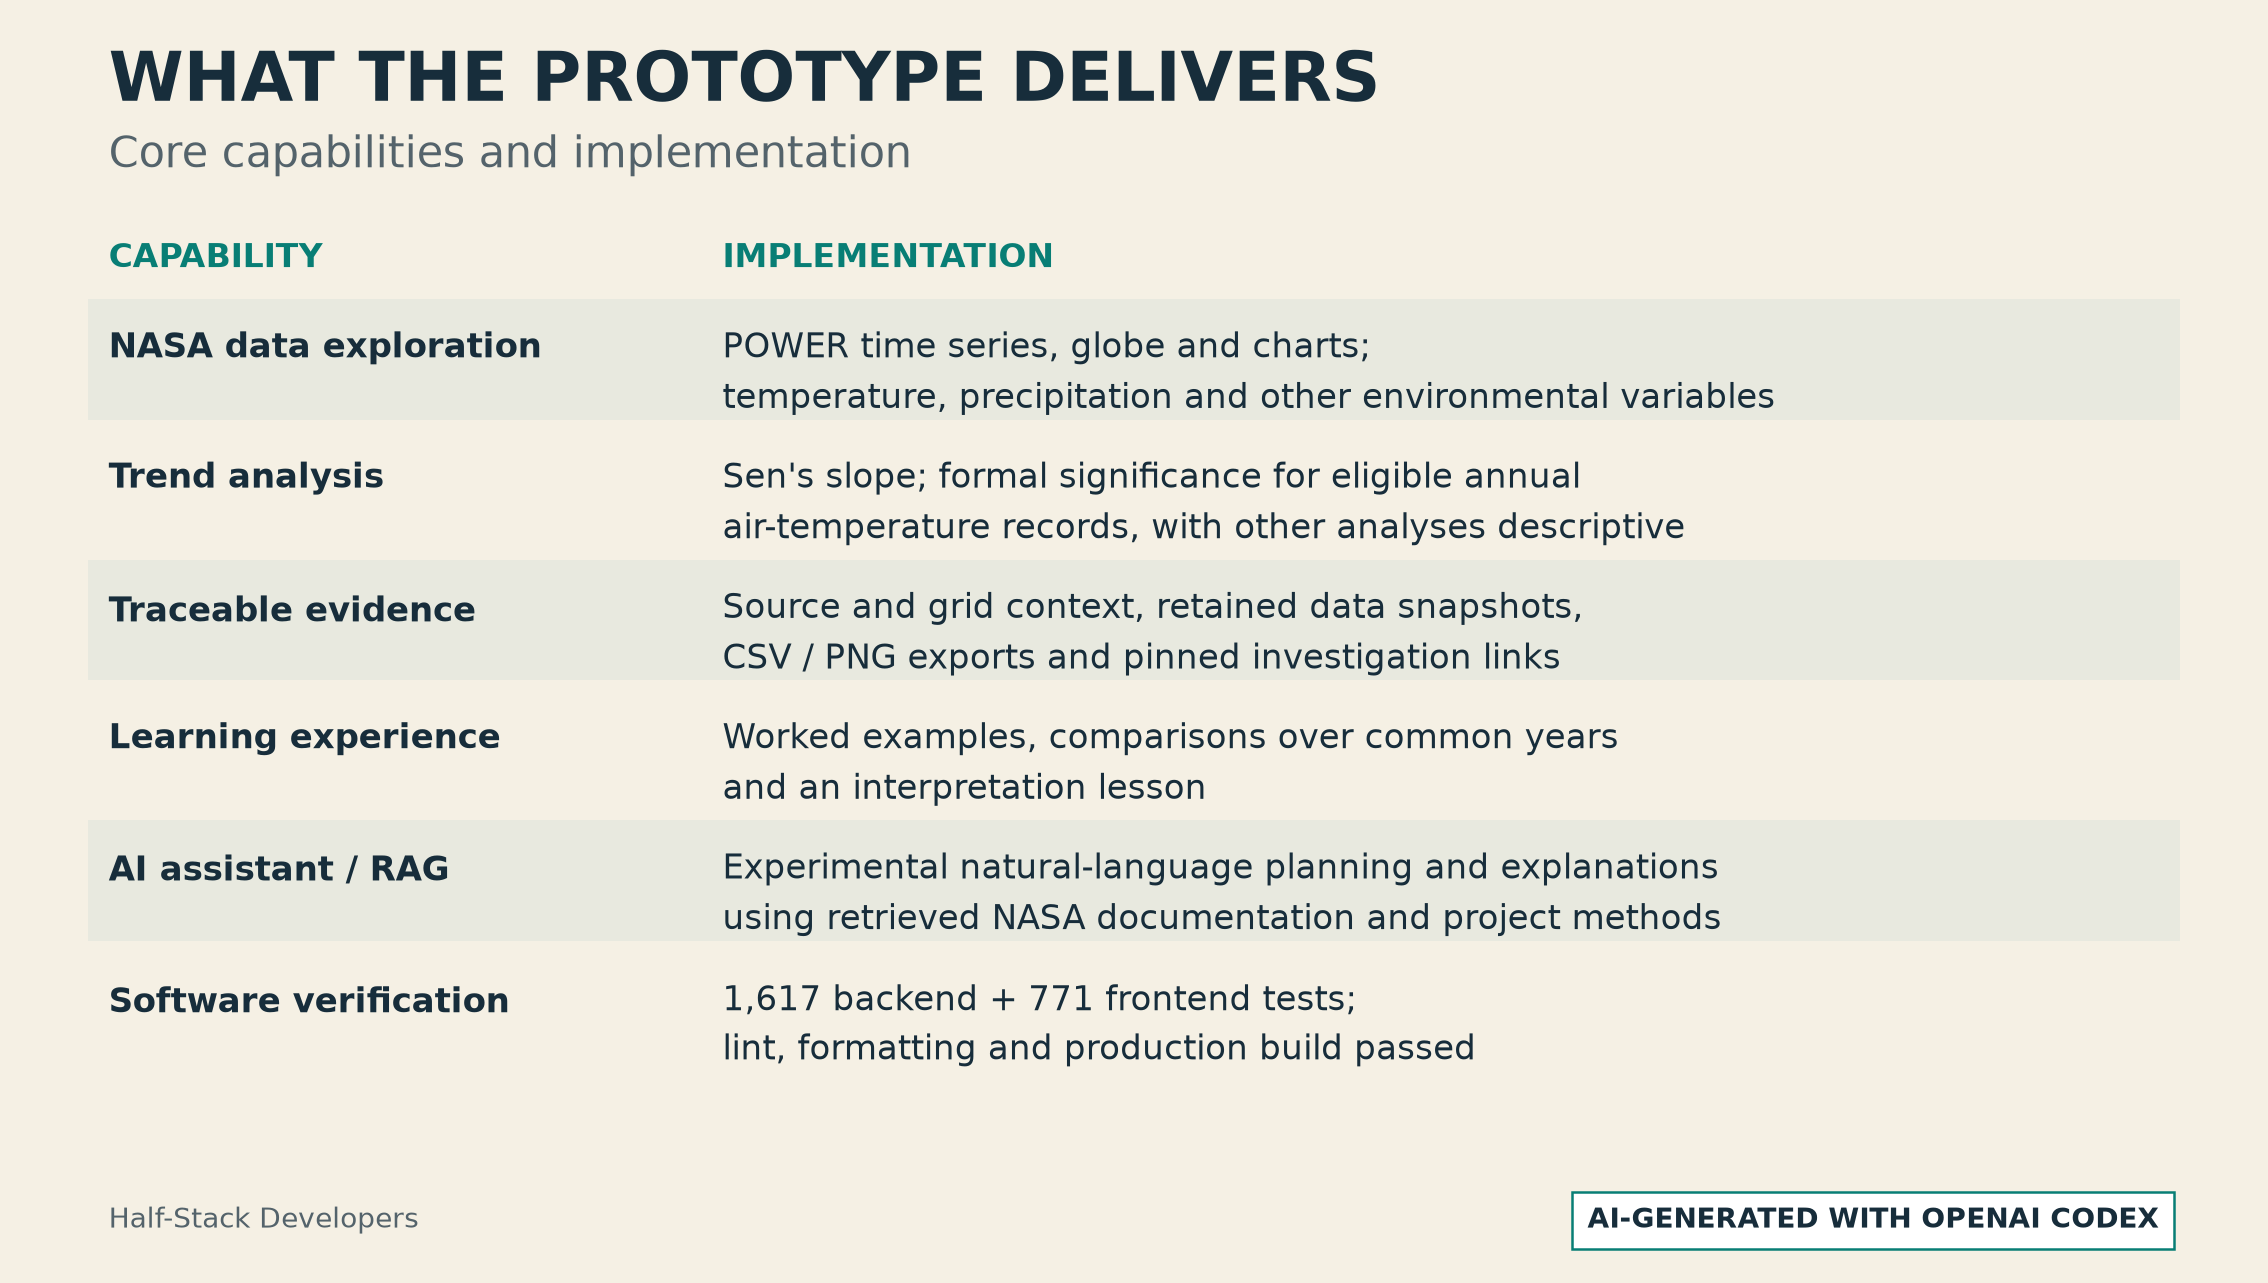 WHAT THE PROTOTYPE DELIVERS
Core capabilities and implementation
CAPABILITY
IMPLEMENTATION
NASA data exploration
POWER time series, globe and charts;
temperature, precipitation and other environmental variables
Trend analysis
Sen's slope; formal significance for eligible annual
air-temperature records, with other analyses descriptive
Traceable evidence
Source and grid context, retained data snapshots,
CSV / PNG exports and pinned investigation links
Learning experience
Worked examples, comparisons over common years
and an interpretation lesson
AI assistant / RAG
Experimental natural-language planning and explanations
using retrieved NASA documentation and project methods
Software verification
1,617 backend + 771 frontend tests;
lint, formatting and production build passed
Half-Stack Developers
AI-GENERATED WITH OPENAI CODEX